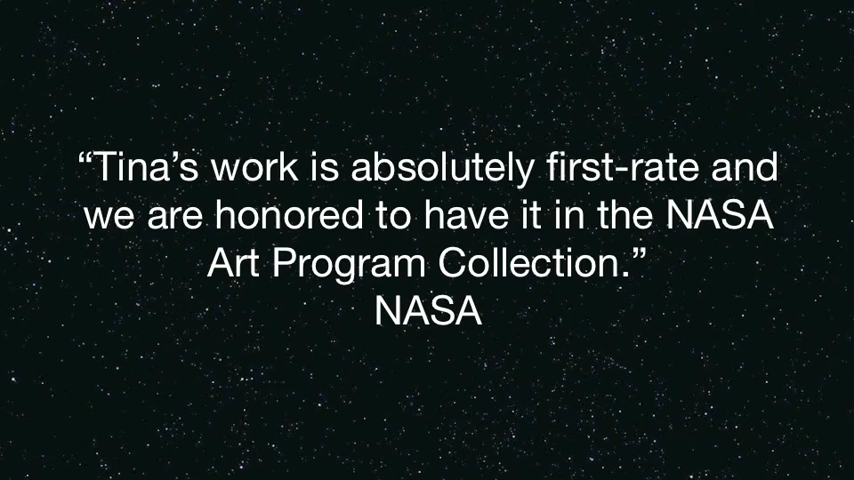 “Tina’s work is absolutely first-rate and
we are honored to have it in the NASA
Art Program Collection.”
NASA